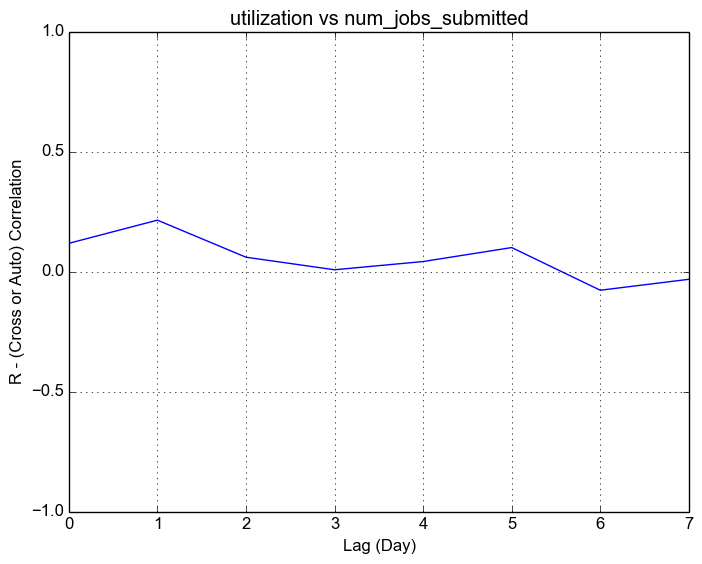 utilization vs num_jobs_submitted
1.0
0.5
0.0
−0.5
−1.0
R - (Cross or Auto) Correlation
0 1 2 3 4 5 6 7
Lag (Day)